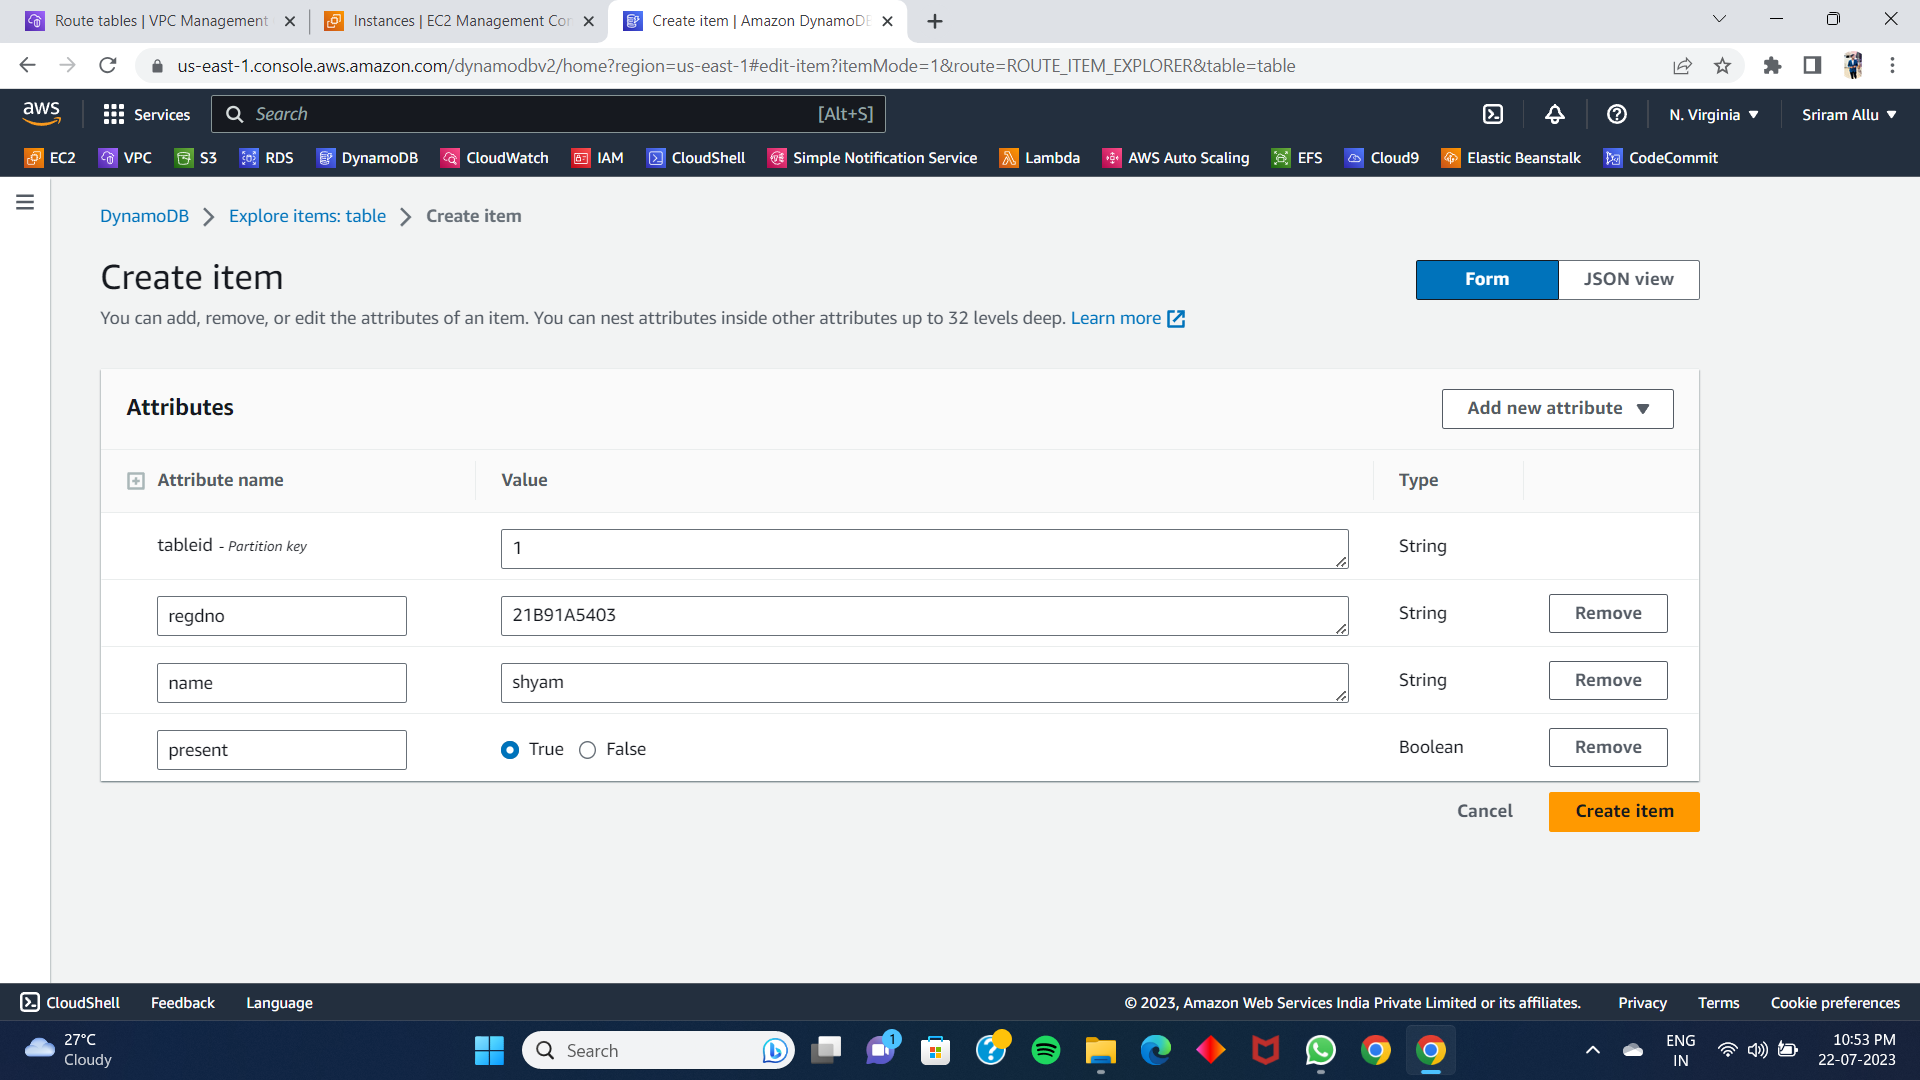 Route tables | VPC Management
Instances | EC2 Management Con
Create item | Amazon DynamoDB
us-east-1.console.aws.amazon.com/dynamodbv2/home?region=us-east-1#edit-item?itemMode=1&route=ROUTE_ITEM_EXPLORER&table=table
aws Services Search [Alt+S] N. Virginia Sriram Allu
EC2 VPC S3 RDS DynamoDB CloudWatch IAM CloudShell Simple Notification Service Lambda AWS Auto Scaling EFS Cloud9 Elastic Beanstalk CodeCommit
DynamoDB > Explore items: table > Create item
Create item
Form JSON view
You can add, remove, or edit the attributes of an item. You can nest attributes inside other attributes up to 32 levels deep. Learn more
Attributes
Add new attribute
Attribute name Value Type
tableid - Partition key 1 String
regdno 21B91A5403 String Remove
name shyam String Remove
present True False Boolean Remove
Cancel Create item
CloudShell Feedback Language © 2023, Amazon Web Services India Private Limited or its affiliates. Privacy Terms Cookie preferences
27°C
Cloudy
Search
1
ENG
IN
10:53 PM
22-07-2023